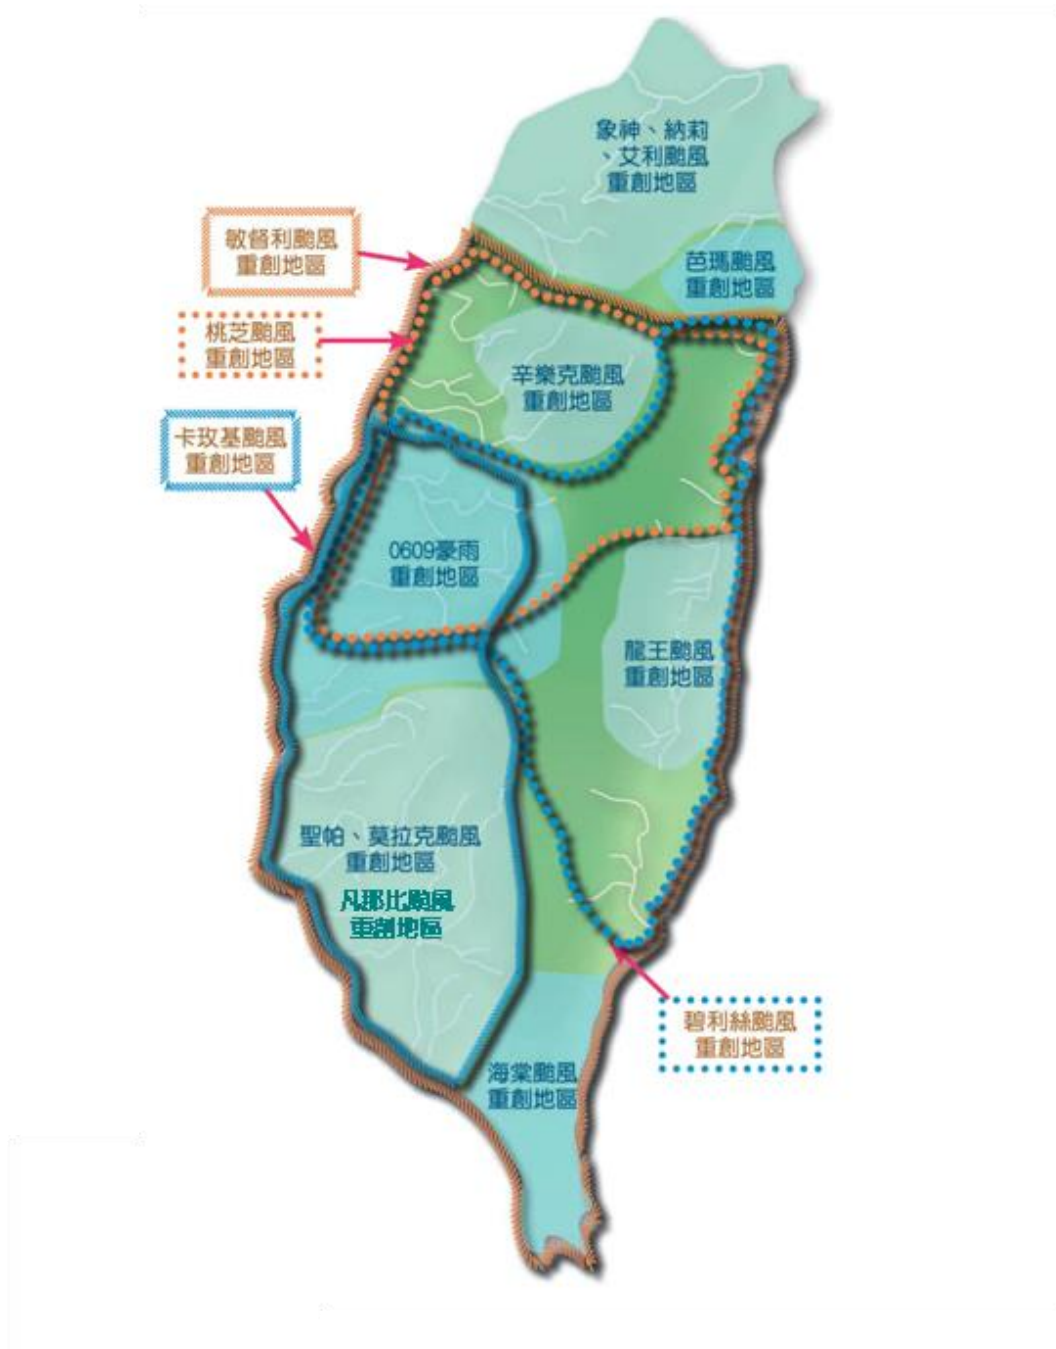 象神、納莉
、艾利颱風
重創地區
敏督利颱風
重創地區
芭瑪颱風
重創地區
桃芝颱風
重創地區
辛樂克颱風
重創地區
卡玫基颱風
重創地區
0609豪雨
重創地區
龍王颱風
重創地區
聖帕、莫拉克颱風
重創地區
凡那比颱風
重創地區
碧利絲颱風
重創地區
海棠颱風
重創地區